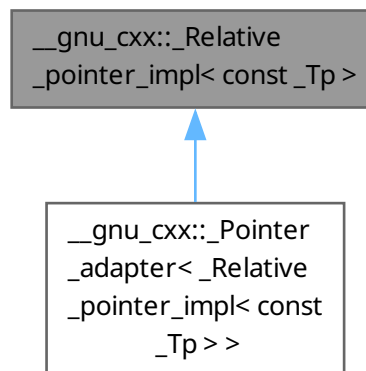 __gnu_cxx::_Relative
_pointer_impl< const _Tp >
__gnu_cxx::_Pointer
_adapter< _Relative
_pointer_impl< const
_Tp > >